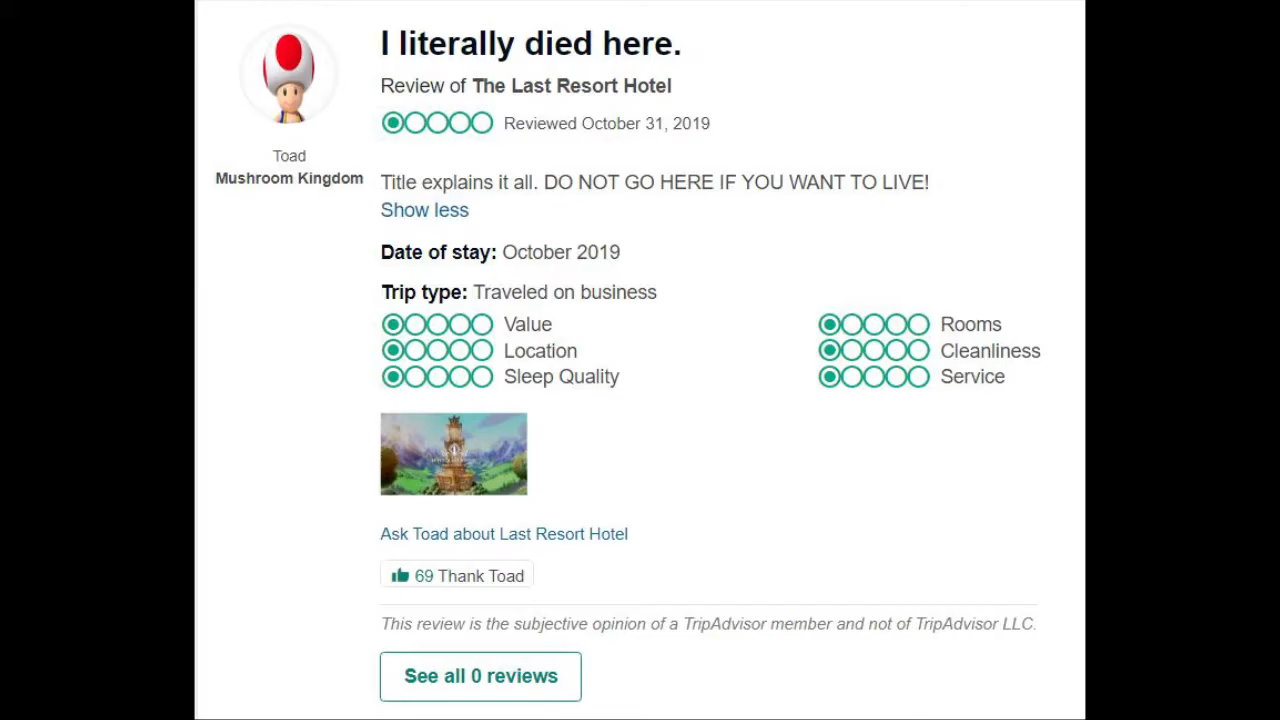 I literally died here.
Review of The Last Resort Hotel
Reviewed October 31, 2019
Toad
Mushroom Kingdom
Title explains it all. DO NOT GO HERE IF YOU WANT TO LIVE!
Show less
Date of stay: October 2019
Trip type: Traveled on business
Value
Rooms
Location
Cleanliness
Sleep Quality
Service
Ask Toad about Last Resort Hotel
69 Thank Toad
This review is the subjective opinion of a TripAdvisor member and not of TripAdvisor LLC.
See all 0 reviews